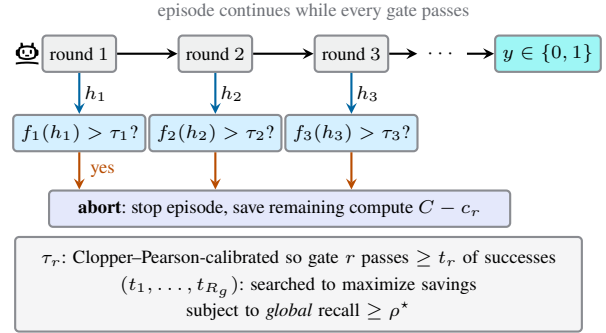 episode continues while every gate passes
round 1 round 2 round 3 ⋯ y ∈ {0, 1}
h₁ h₂ h₃
f₁(h₁) > τ₁? f₂(h₂) > τ₂? f₃(h₃) > τ₃?
yes
abort: stop episode, save remaining compute C − cᵣ
τᵣ: Clopper–Pearson-calibrated so gate r passes ≥ tᵣ of successes
(t₁, . . . , t_{R_g}): searched to maximize savings
subject to global recall ≥ ρ⋆